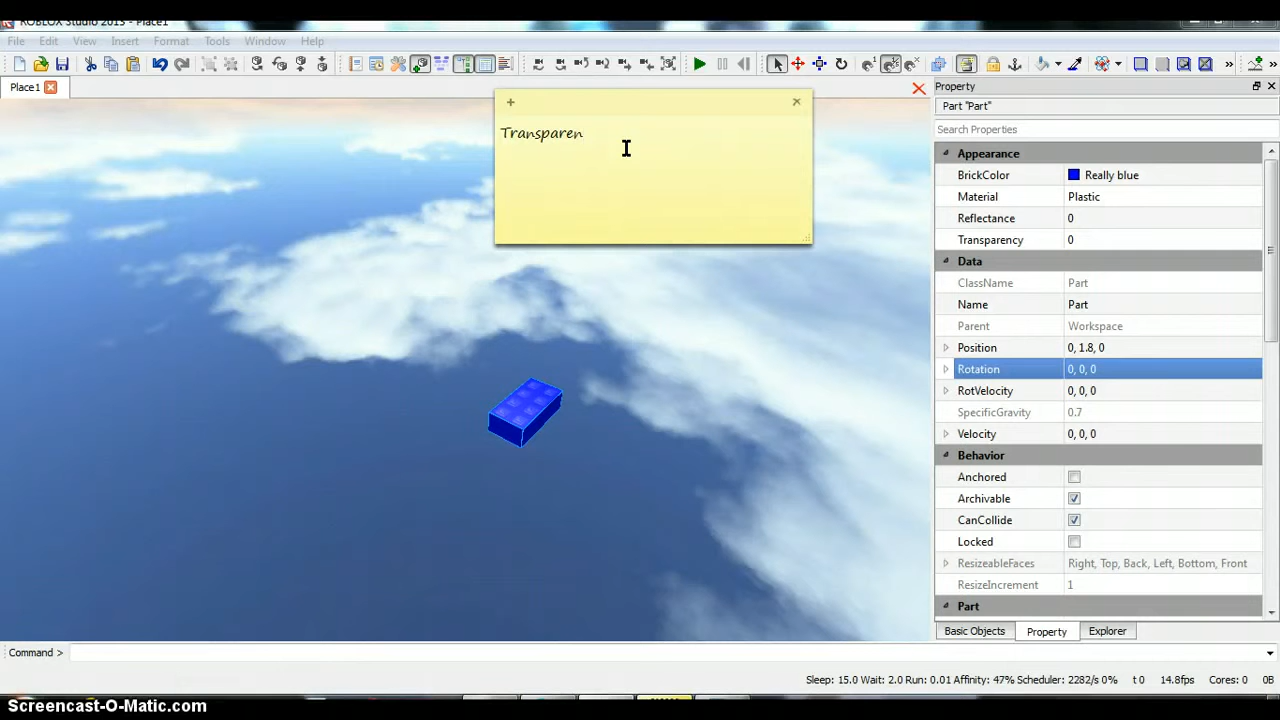 ROBLOX Studio 2013 - Place1
File Edit View Insert Format Tools Window Help
Place1
Transparen
Property
Part "Part"
Search Properties
Appearance
BrickColor Really blue
Material Plastic
Reflectance 0
Transparency 0
Data
ClassName Part
Name Part
Parent Workspace
Position 0, 1.8, 0
Rotation 0, 0, 0
RotVelocity 0, 0, 0
SpecificGravity 0.7
Velocity 0, 0, 0
Behavior
Anchored
Archivable
CanCollide
Locked
ResizeableFaces Right, Top, Back, Left, Bottom, Front
ResizeIncrement 1
Part
Basic Objects Property Explorer
Command >
Sleep: 15.0 Wait: 2.0 Run: 0.01 Affinity: 47% Scheduler: 2282/s 0% t 0 14.8fps Cores: 0 0B
Screencast-O-Matic.com